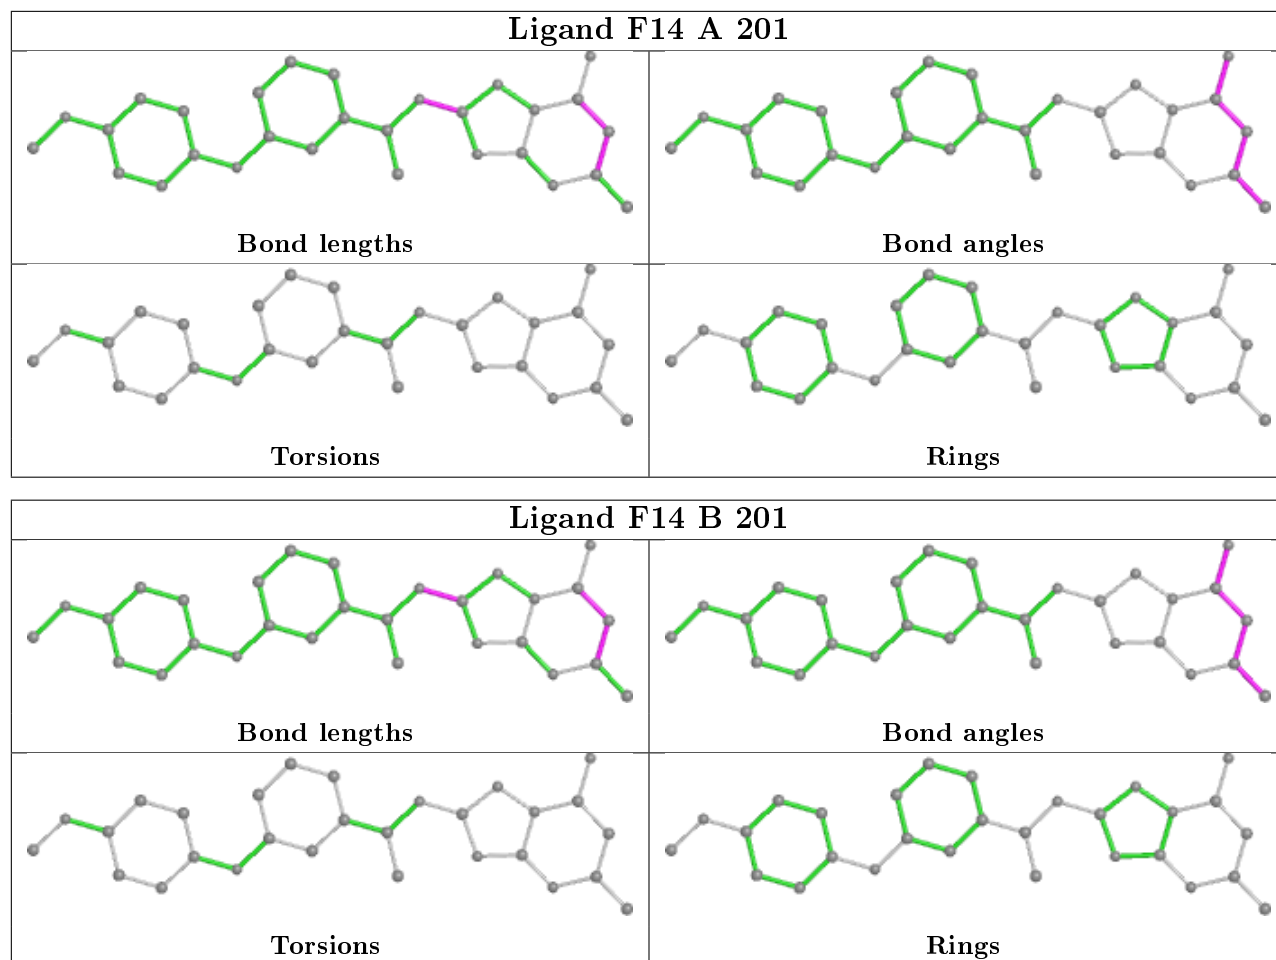 Ligand F14 A 201
Bond lengths
Bond angles
Torsions
Rings
Ligand F14 B 201
Bond lengths
Bond angles
Torsions
Rings